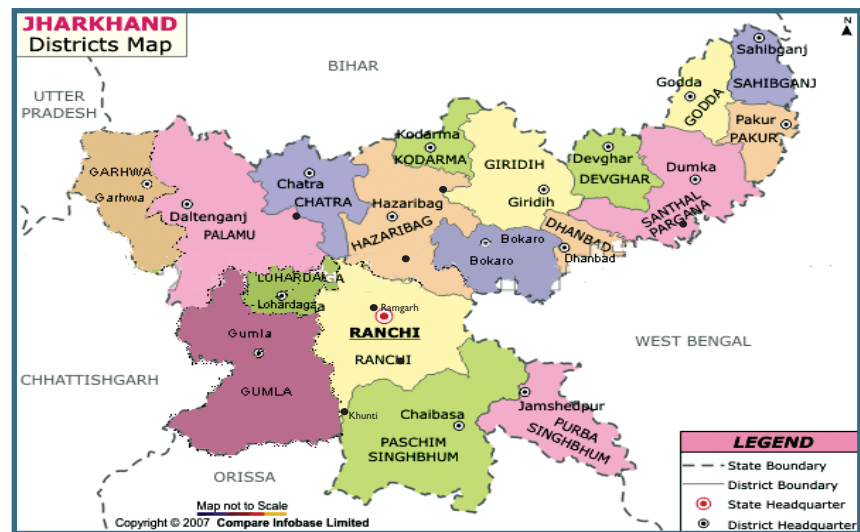 JHARKHAND
Districts Map
N
BIHAR
UTTER
PRADESH
Sahibganj
SAHIBGANJ
Godda
GODDA
Pakur
PAKUR
Kodarma
KODARMA
GIRIDIH
Giridih
Devghar
DEVGHAR
Dumka
SANTHAL
PARGANA
GARHWA
Garhwa
Chatra
CHATRA
Daltenganj
PALAMU
Hazaribag
HAZARIBAG
DHANBAD
Dhanbad
Bokaro
Bokaro
LOHARDAGA
Lohardaga
Ramgarh
RANCHI
RANCHI
Gumla
GUMLA
WEST BENGAL
CHHATTISHGARH
Khunti
Chaibasa
PASCHIM
SINGHBHUM
Jamshedpur
PURBA
SINGHBHUM
ORISSA
LEGEND
State Boundary
District Boundary
State Headquarter
District Headquarter
Map not to Scale
Copyright © 2007 Compare Infobase Limited